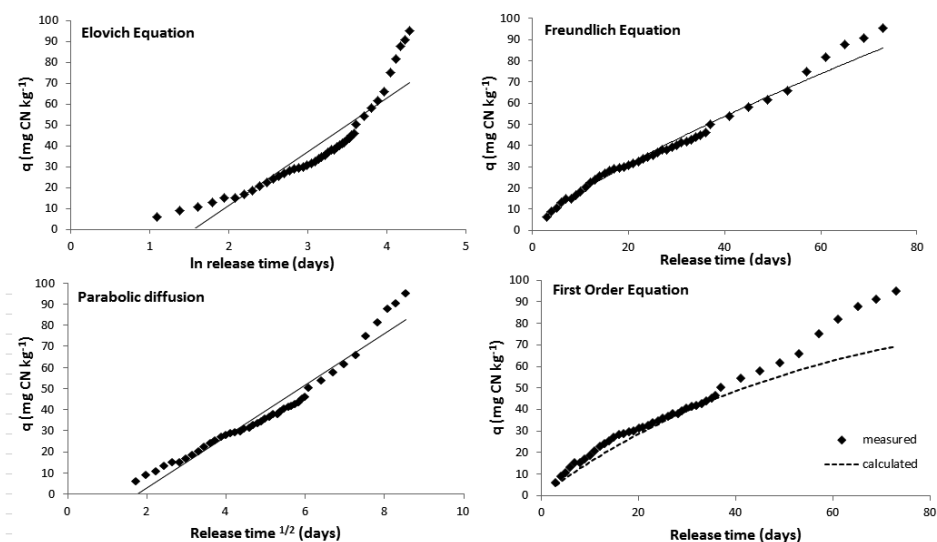 Elovich Equation
q (mg CN kg⁻¹)
100
90
80
70
60
50
40
30
20
10
0
0 1 2 3 4 5
ln release time (days)
Freundlich Equation
q (mg CN kg⁻¹)
100
90
80
70
60
50
40
30
20
10
0
0 20 40 60 80
Release time (days)
Parabolic diffusion
q (mg CN kg⁻¹)
100
90
80
70
60
50
40
30
20
10
0
0 2 4 6 8 10
Release time ¹/² (days)
First Order Equation
q (mg CN kg⁻¹)
100
90
80
70
60
50
40
30
20
10
0
measured
calculated
0 20 40 60 80
Release time (days)